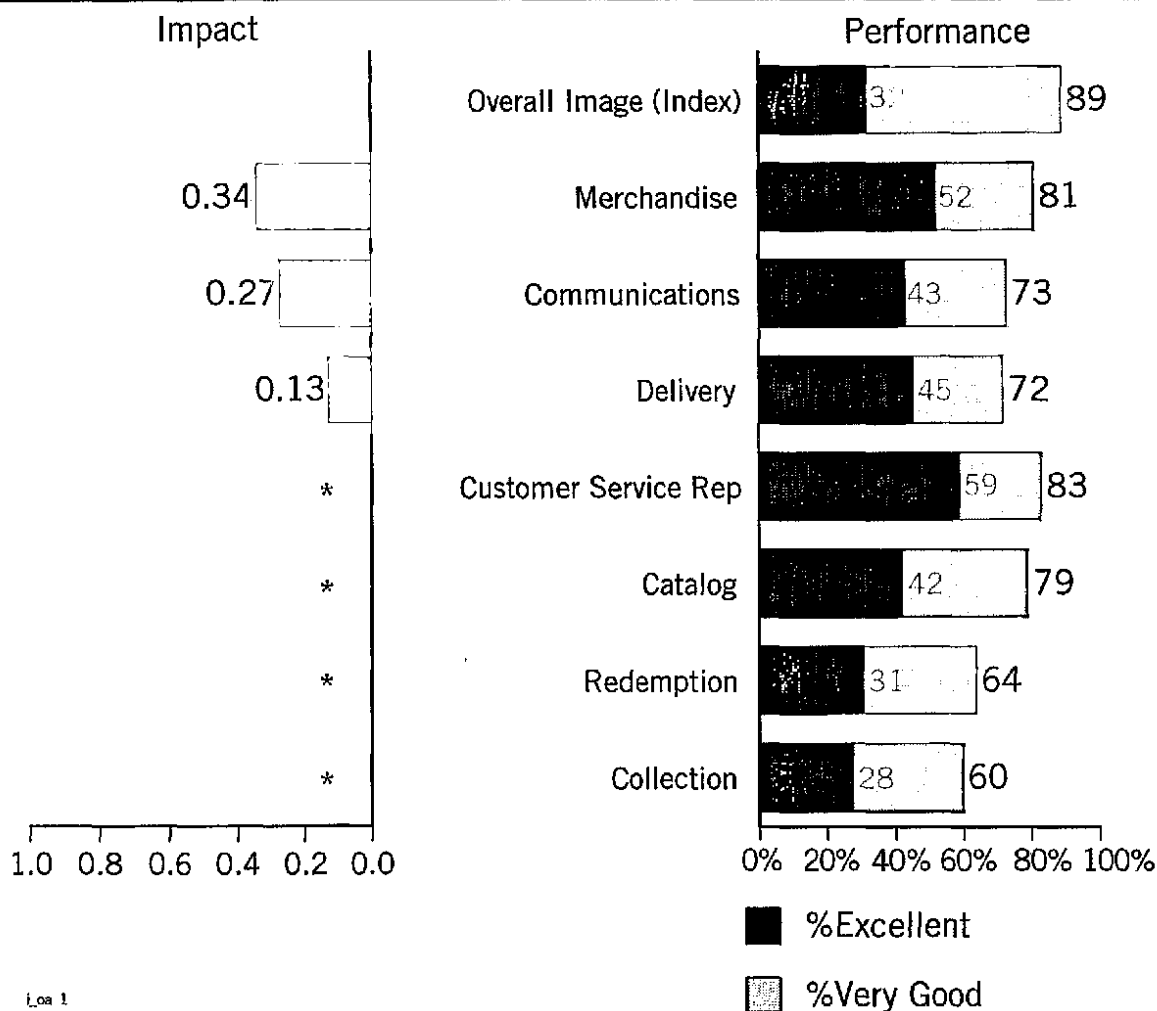 Impact
Performance
Overall Image (Index) 89
0.34 Merchandise 52 81
0.27 Communications 43 73
0.13 Delivery 45 72
* Customer Service Rep 59 83
* Catalog 42 79
* Redemption 31 64
* Collection 28 60
1.0 0.8 0.6 0.4 0.2 0.0
0% 20% 40% 60% 80% 100%
%Excellent
%Very Good